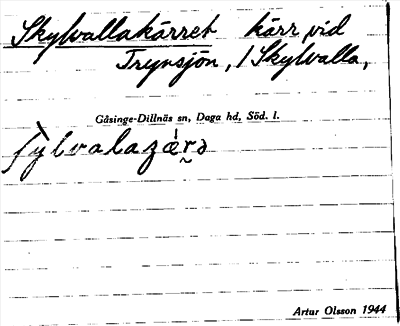 Skylvallakärret kärr vid
Trynsjön, / Skylvalla,
Gåsinge-Dillnäs sn, Daga hd, Söd. l.
Artur Olsson 1944